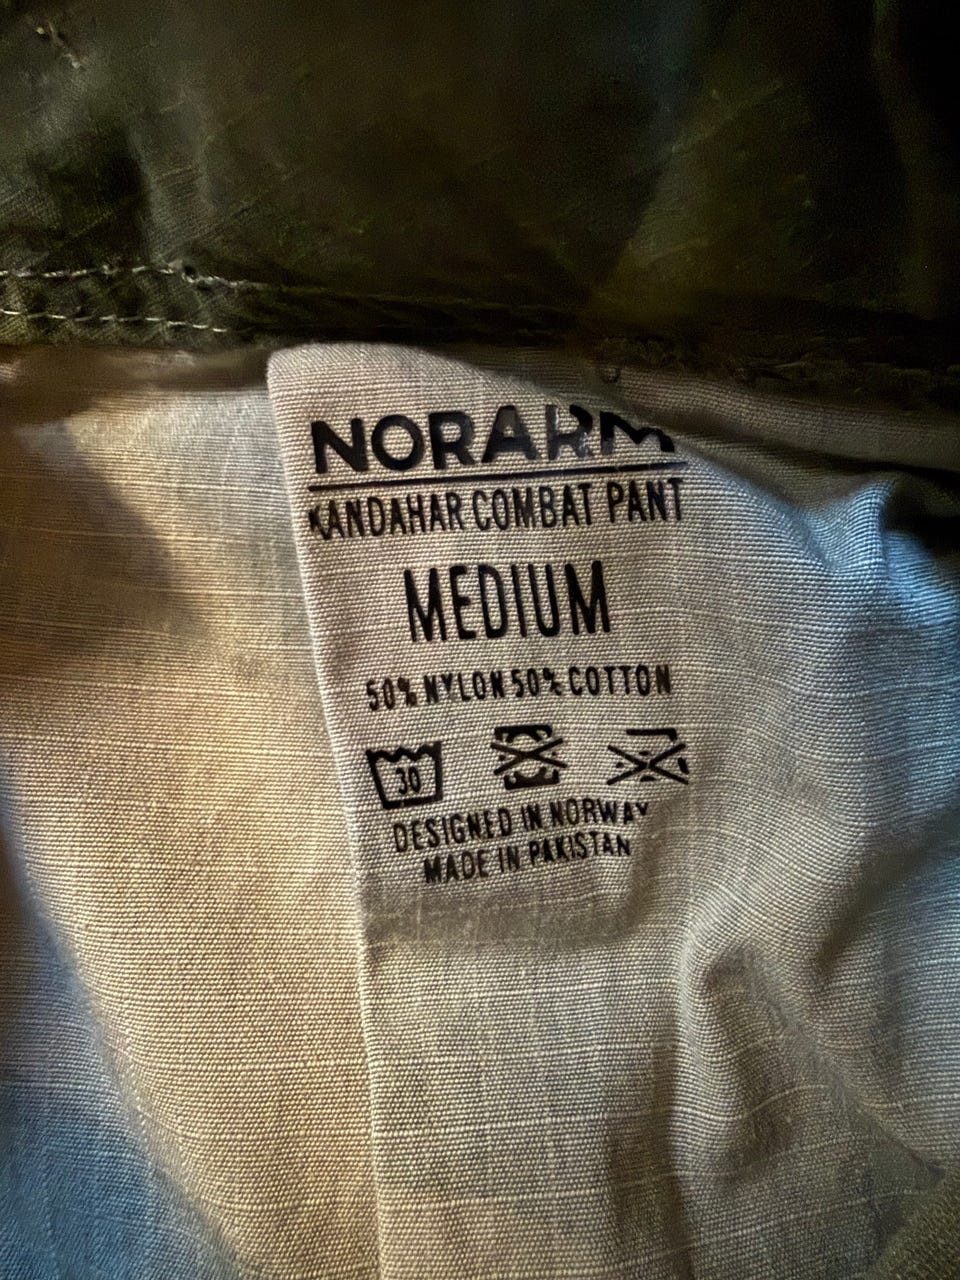 NORARM
KANDAHAR COMBAT PANT
MEDIUM
50% NYLON 50% COTTON
30
DESIGNED IN NORWAY
MADE IN PAKISTAN